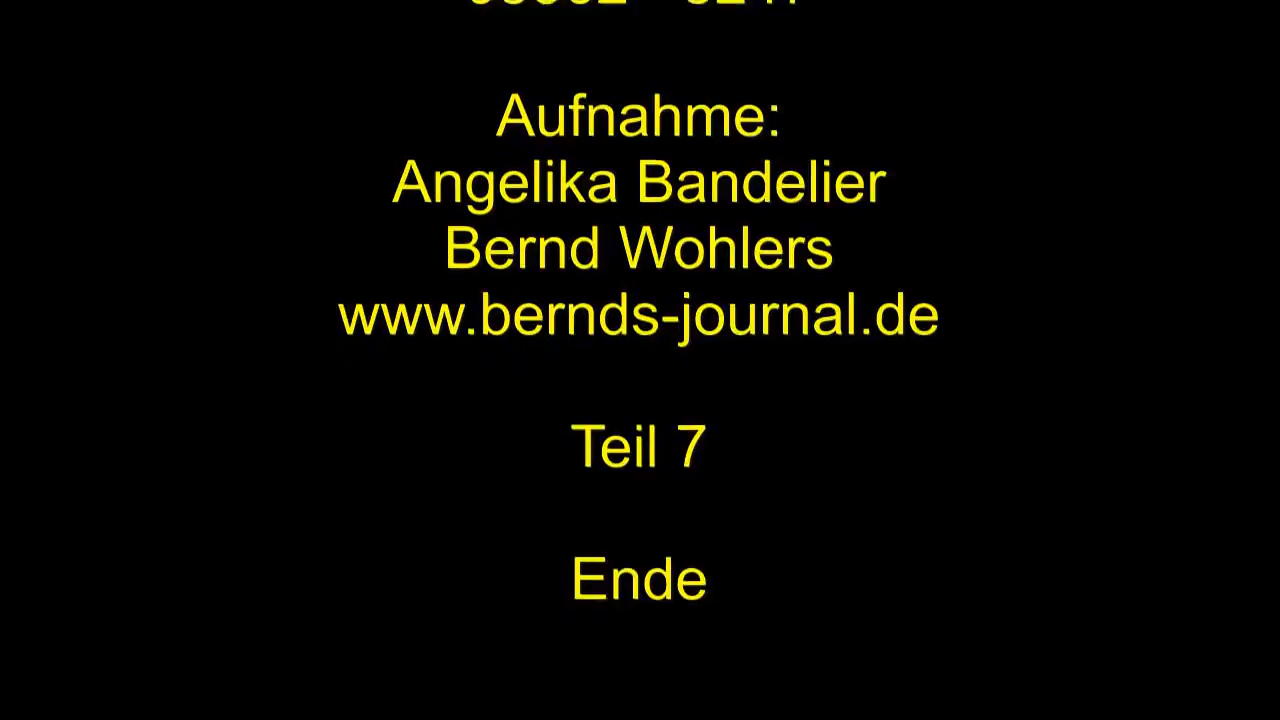 Aufnahme:
Angelika Bandelier
Bernd Wohlers
www.bernds-journal.de
Teil 7
Ende